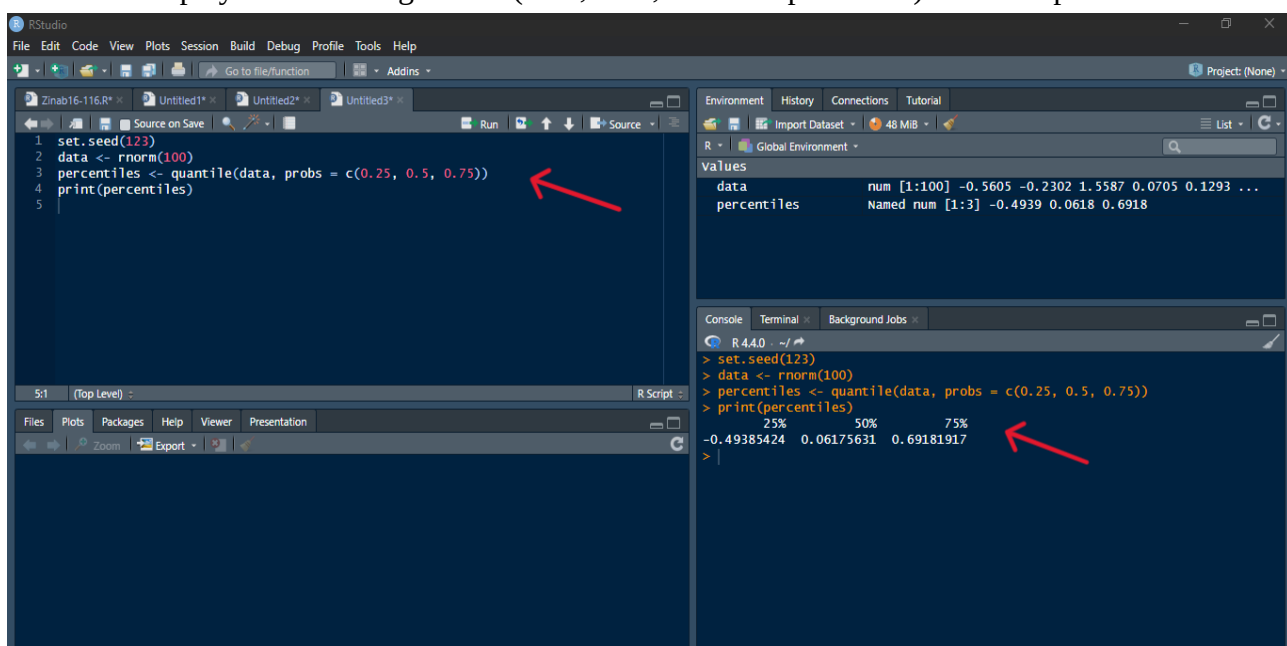 RStudio
File Edit Code View Plots Session Build Debug Profile Tools Help
Go to file/function Addins Project: (None)
Zinab16-116.R* Untitled1* Untitled2* Untitled3*
Source on Save Run Source
1 set.seed(123)
2 data <- rnorm(100)
3 percentiles <- quantile(data, probs = c(0.25, 0.5, 0.75))
4 print(percentiles)
5
5:1 (Top Level) R Script
Files Plots Packages Help Viewer Presentation
Zoom Export
Environment History Connections Tutorial
Import Dataset 48 MiB List
R Global Environment
Values
data num [1:100] -0.5605 -0.2302 1.5587 0.0705 0.1293 ...
percentiles Named num [1:3] -0.4939 0.0618 0.6918
Console Terminal Background Jobs
R 4.4.0 · ~/
> set.seed(123)
> data <- rnorm(100)
> percentiles <- quantile(data, probs = c(0.25, 0.5, 0.75))
> print(percentiles)
25% 50% 75%
-0.49385424 0.06175631 0.69181917
>